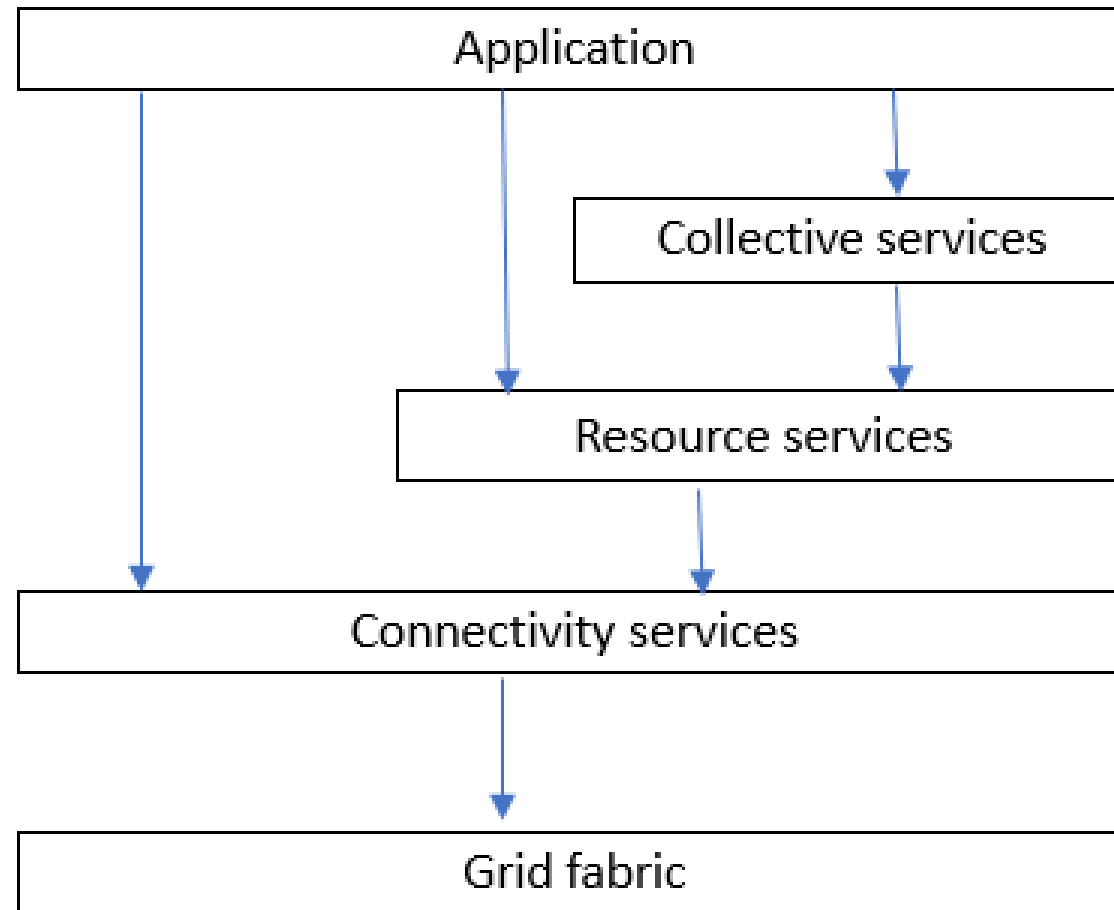 Application
Collective services
Resource services
Connectivity services
Grid fabric